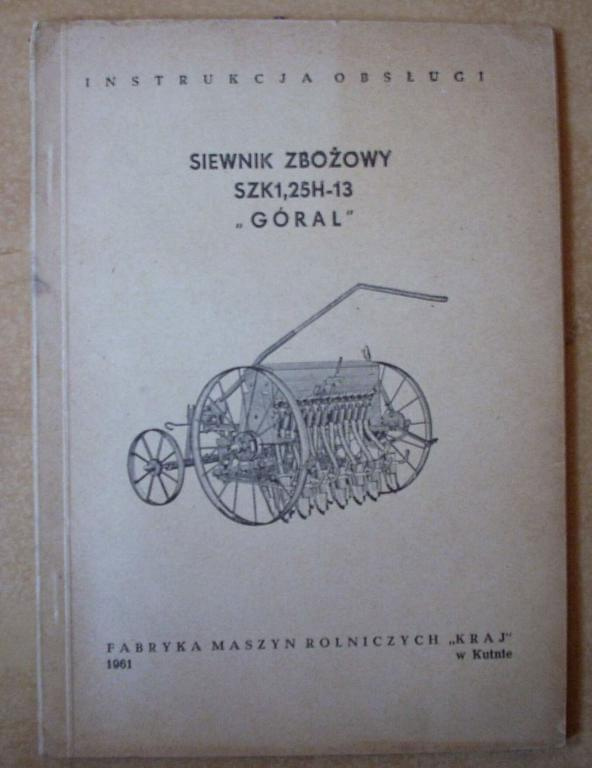 INSTRUKCJA OBSŁUGI
SIEWNIK ZBOŻOWY
SZK1,25H-13
„GÓRAL”
FABRYKA MASZYN ROLNICZYCH „KRAJ”
1961 w Kutnie